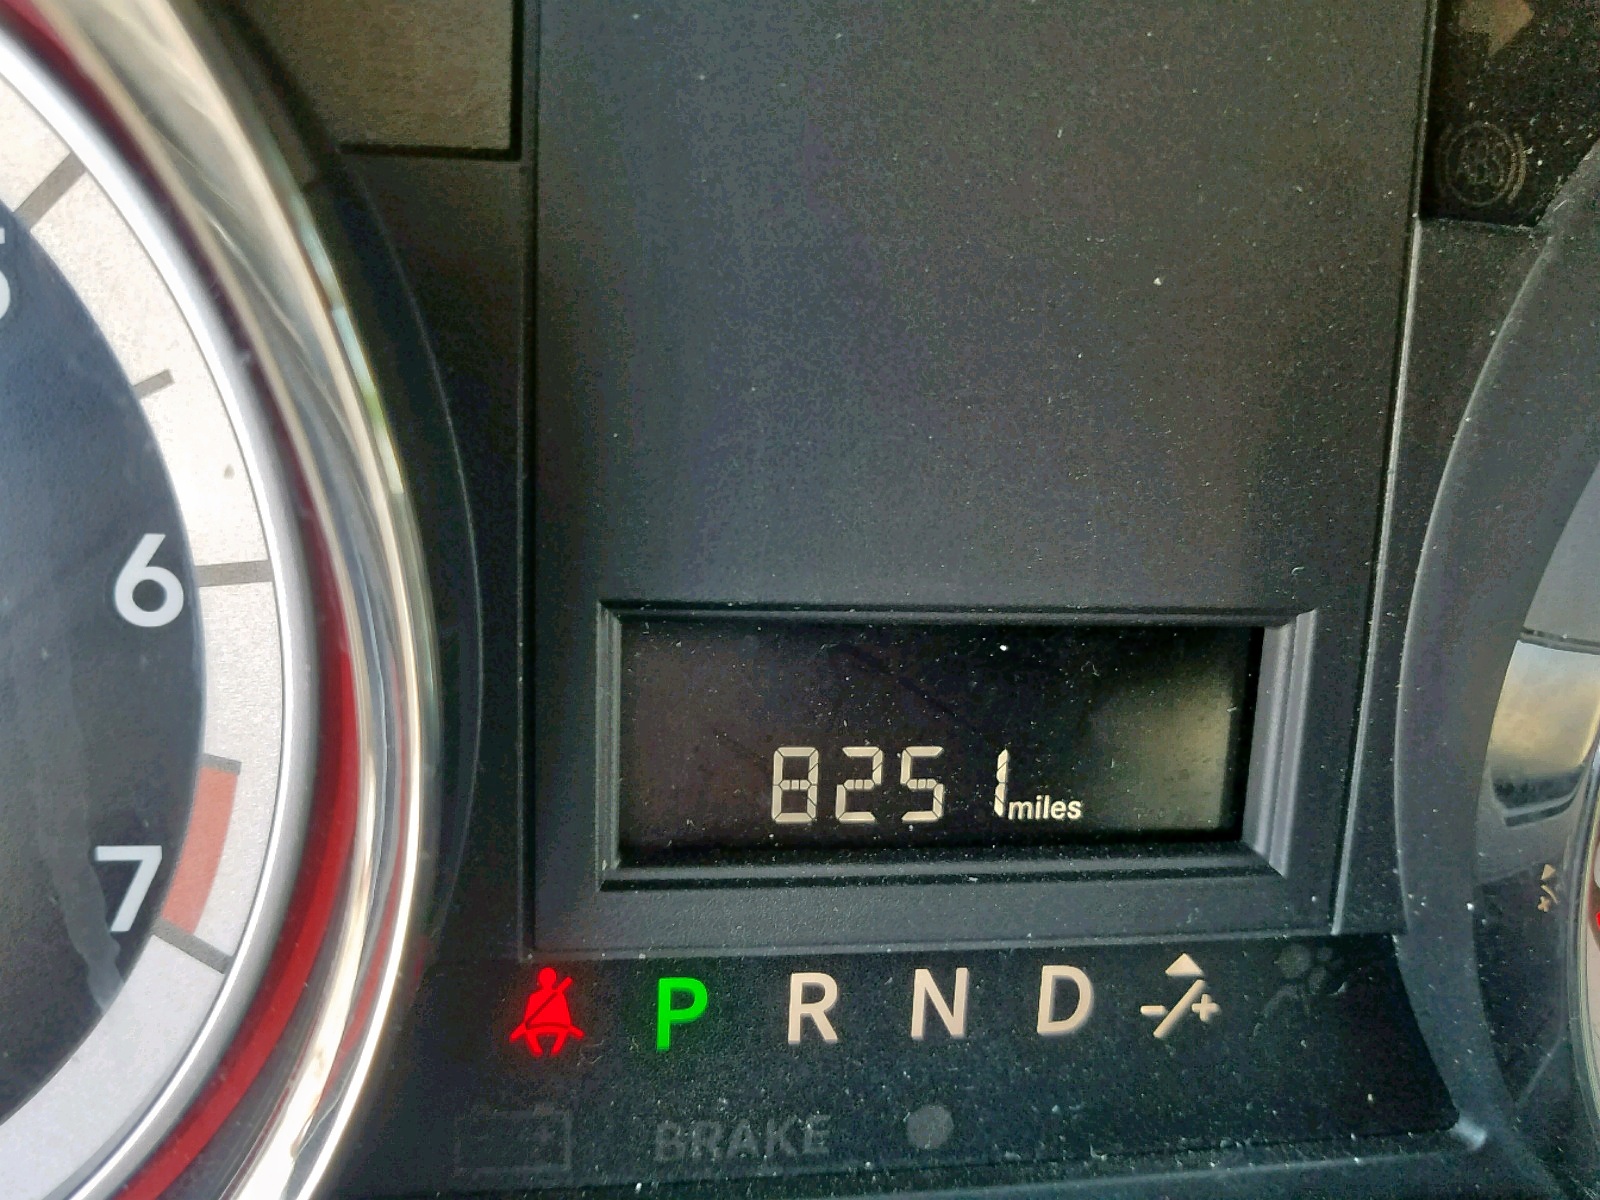 6
8251 miles
7
P R N D -/+
BRAKE